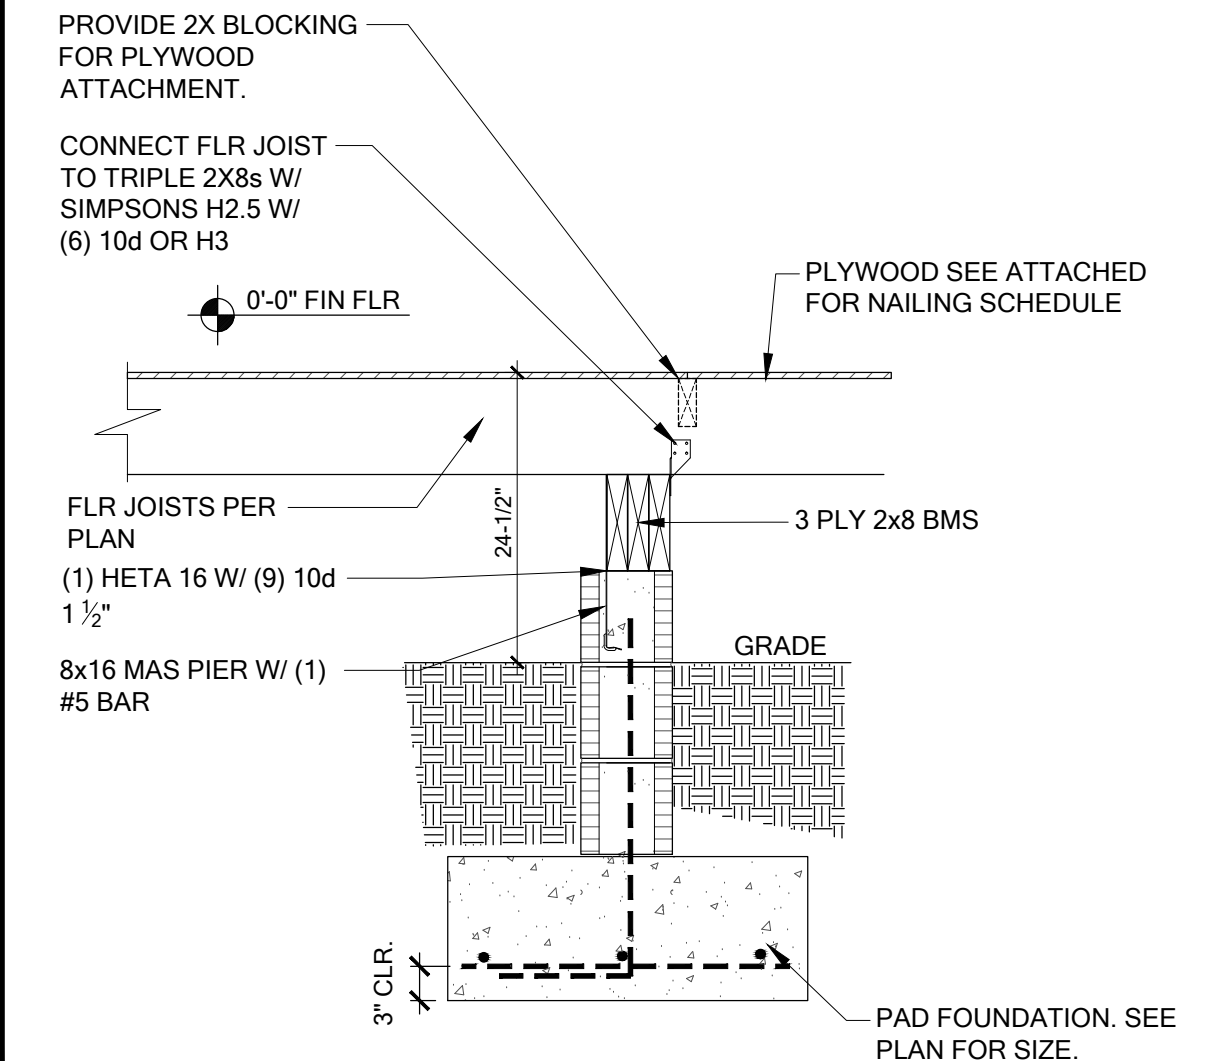 PROVIDE 2X BLOCKING
FOR PLYWOOD
ATTACHMENT.
CONNECT FLR JOIST
TO TRIPLE 2X8s W/
SIMPSONS H2.5 W/
(6) 10d OR H3
0'-0" FIN FLR
PLYWOOD SEE ATTACHED
FOR NAILING SCHEDULE
24-1/2"
FLR JOISTS PER
PLAN
3 PLY 2x8 BMS
(1) HETA 16 W/ (9) 10d
1 ½"
GRADE
8x16 MAS PIER W/ (1)
#5 BAR
3" CLR.
PAD FOUNDATION. SEE
PLAN FOR SIZE.